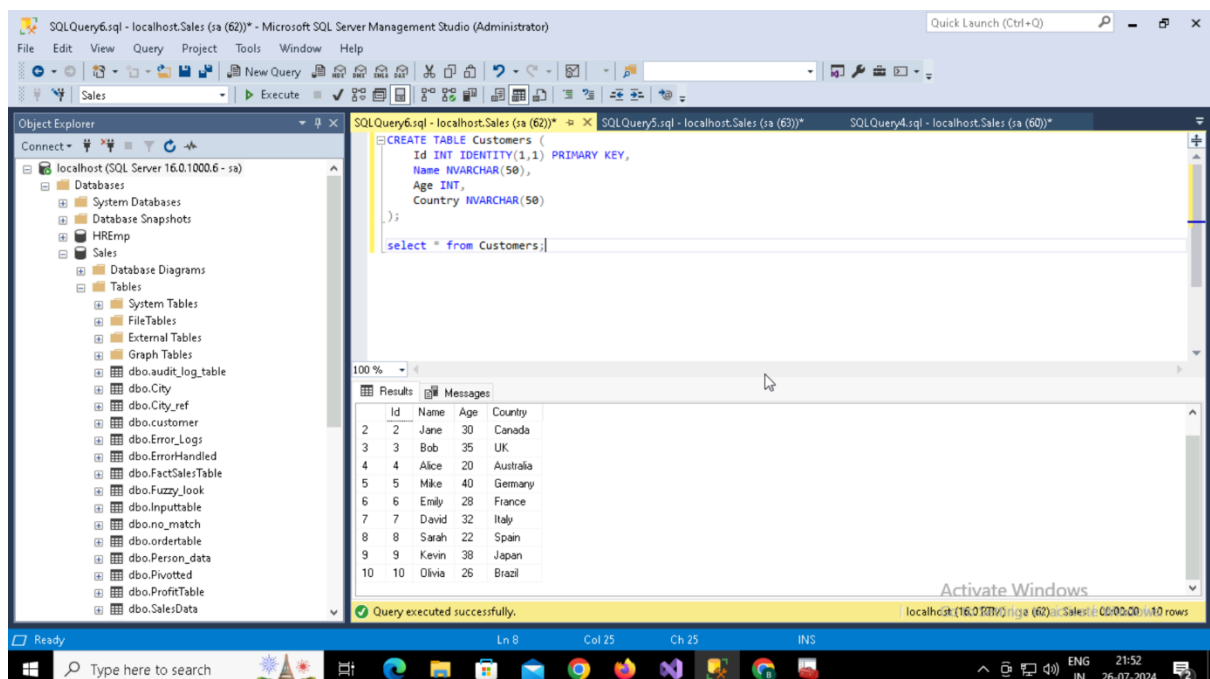 SQLQuery6.sql - localhost.Sales (sa (62))* - Microsoft SQL Server Management Studio (Administrator)
Quick Launch (Ctrl+Q)
File Edit View Query Project Tools Window Help
New Query
Sales
Execute
Object Explorer
Connect
localhost (SQL Server 16.0.1000.6 - sa)
Databases
System Databases
Database Snapshots
HREmp
Sales
Database Diagrams
Tables
System Tables
FileTables
External Tables
Graph Tables
dbo.audit_log_table
dbo.City
dbo.City_ref
dbo.customer
dbo.Error_Logs
dbo.ErrorHandled
dbo.FactSalesTable
dbo.Fuzzy_look
dbo.Inputtable
dbo.no_match
dbo.ordertable
dbo.Person_data
dbo.Pivotted
dbo.ProfitTable
dbo.SalesData
SQLQuery6.sql - localhost.Sales (sa (62))* SQLQuery5.sql - localhost.Sales (sa (63))* SQLQuery4.sql - localhost.Sales (sa (60))*
CREATE TABLE Customers (
Id INT IDENTITY(1,1) PRIMARY KEY,
Name NVARCHAR(50),
Age INT,
Country NVARCHAR(50)
);
select * from Customers;
100 %
Results Messages
Id Name Age Country
2 2 Jane 30 Canada
3 3 Bob 35 UK
4 4 Alice 20 Australia
5 5 Mike 40 Germany
6 6 Emily 28 France
7 7 David 32 Italy
8 8 Sarah 22 Spain
9 9 Kevin 38 Japan
10 10 Olivia 26 Brazil
Activate Windows
Query executed successfully.
localhost (16.0 RTM) sa (62) Sales 00:00:00 10 rows
Ready Ln 8 Col 25 Ch 25 INS
Type here to search
ENG
IN
21:52
26-07-2024